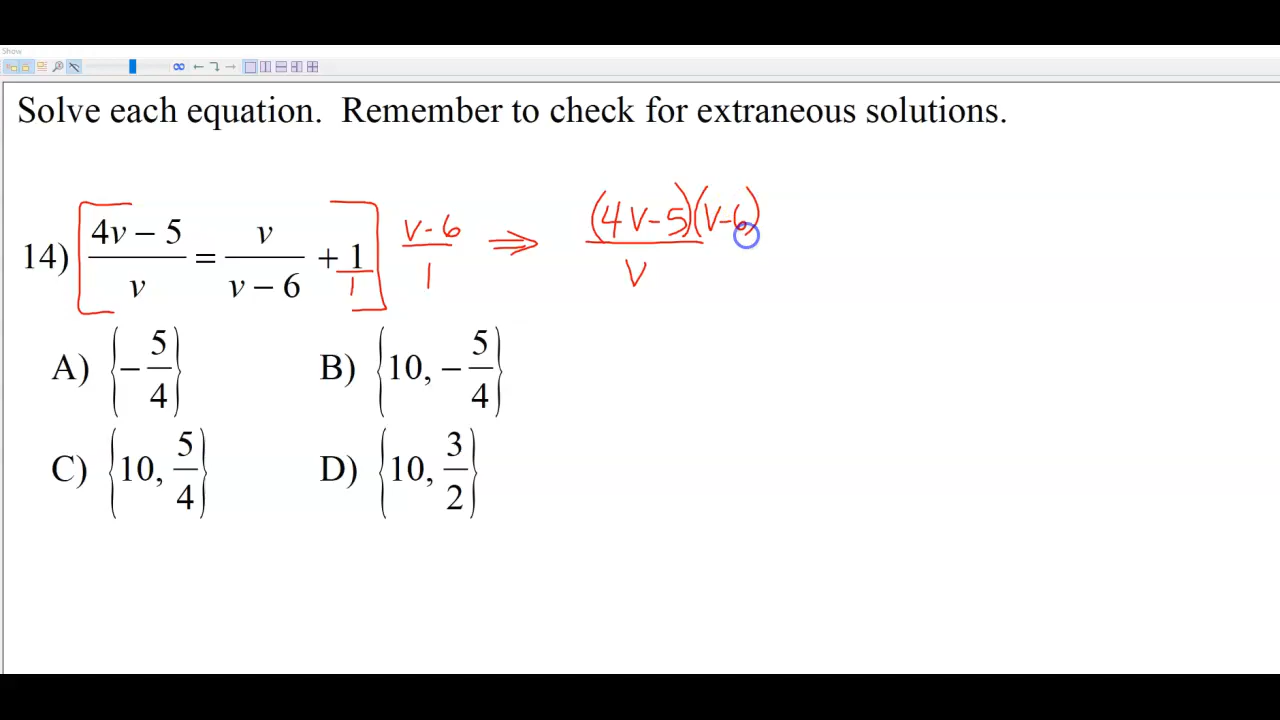 Show
Solve each equation. Remember to check for extraneous solutions.
14) [ (4v − 5)/v = v/(v − 6) + 1/1 ] (v-6)/1 ⇒ (4v-5)(v-6)/v
A) {− 5/4} B) {10, − 5/4}
C) {10, 5/4} D) {10, 3/2}